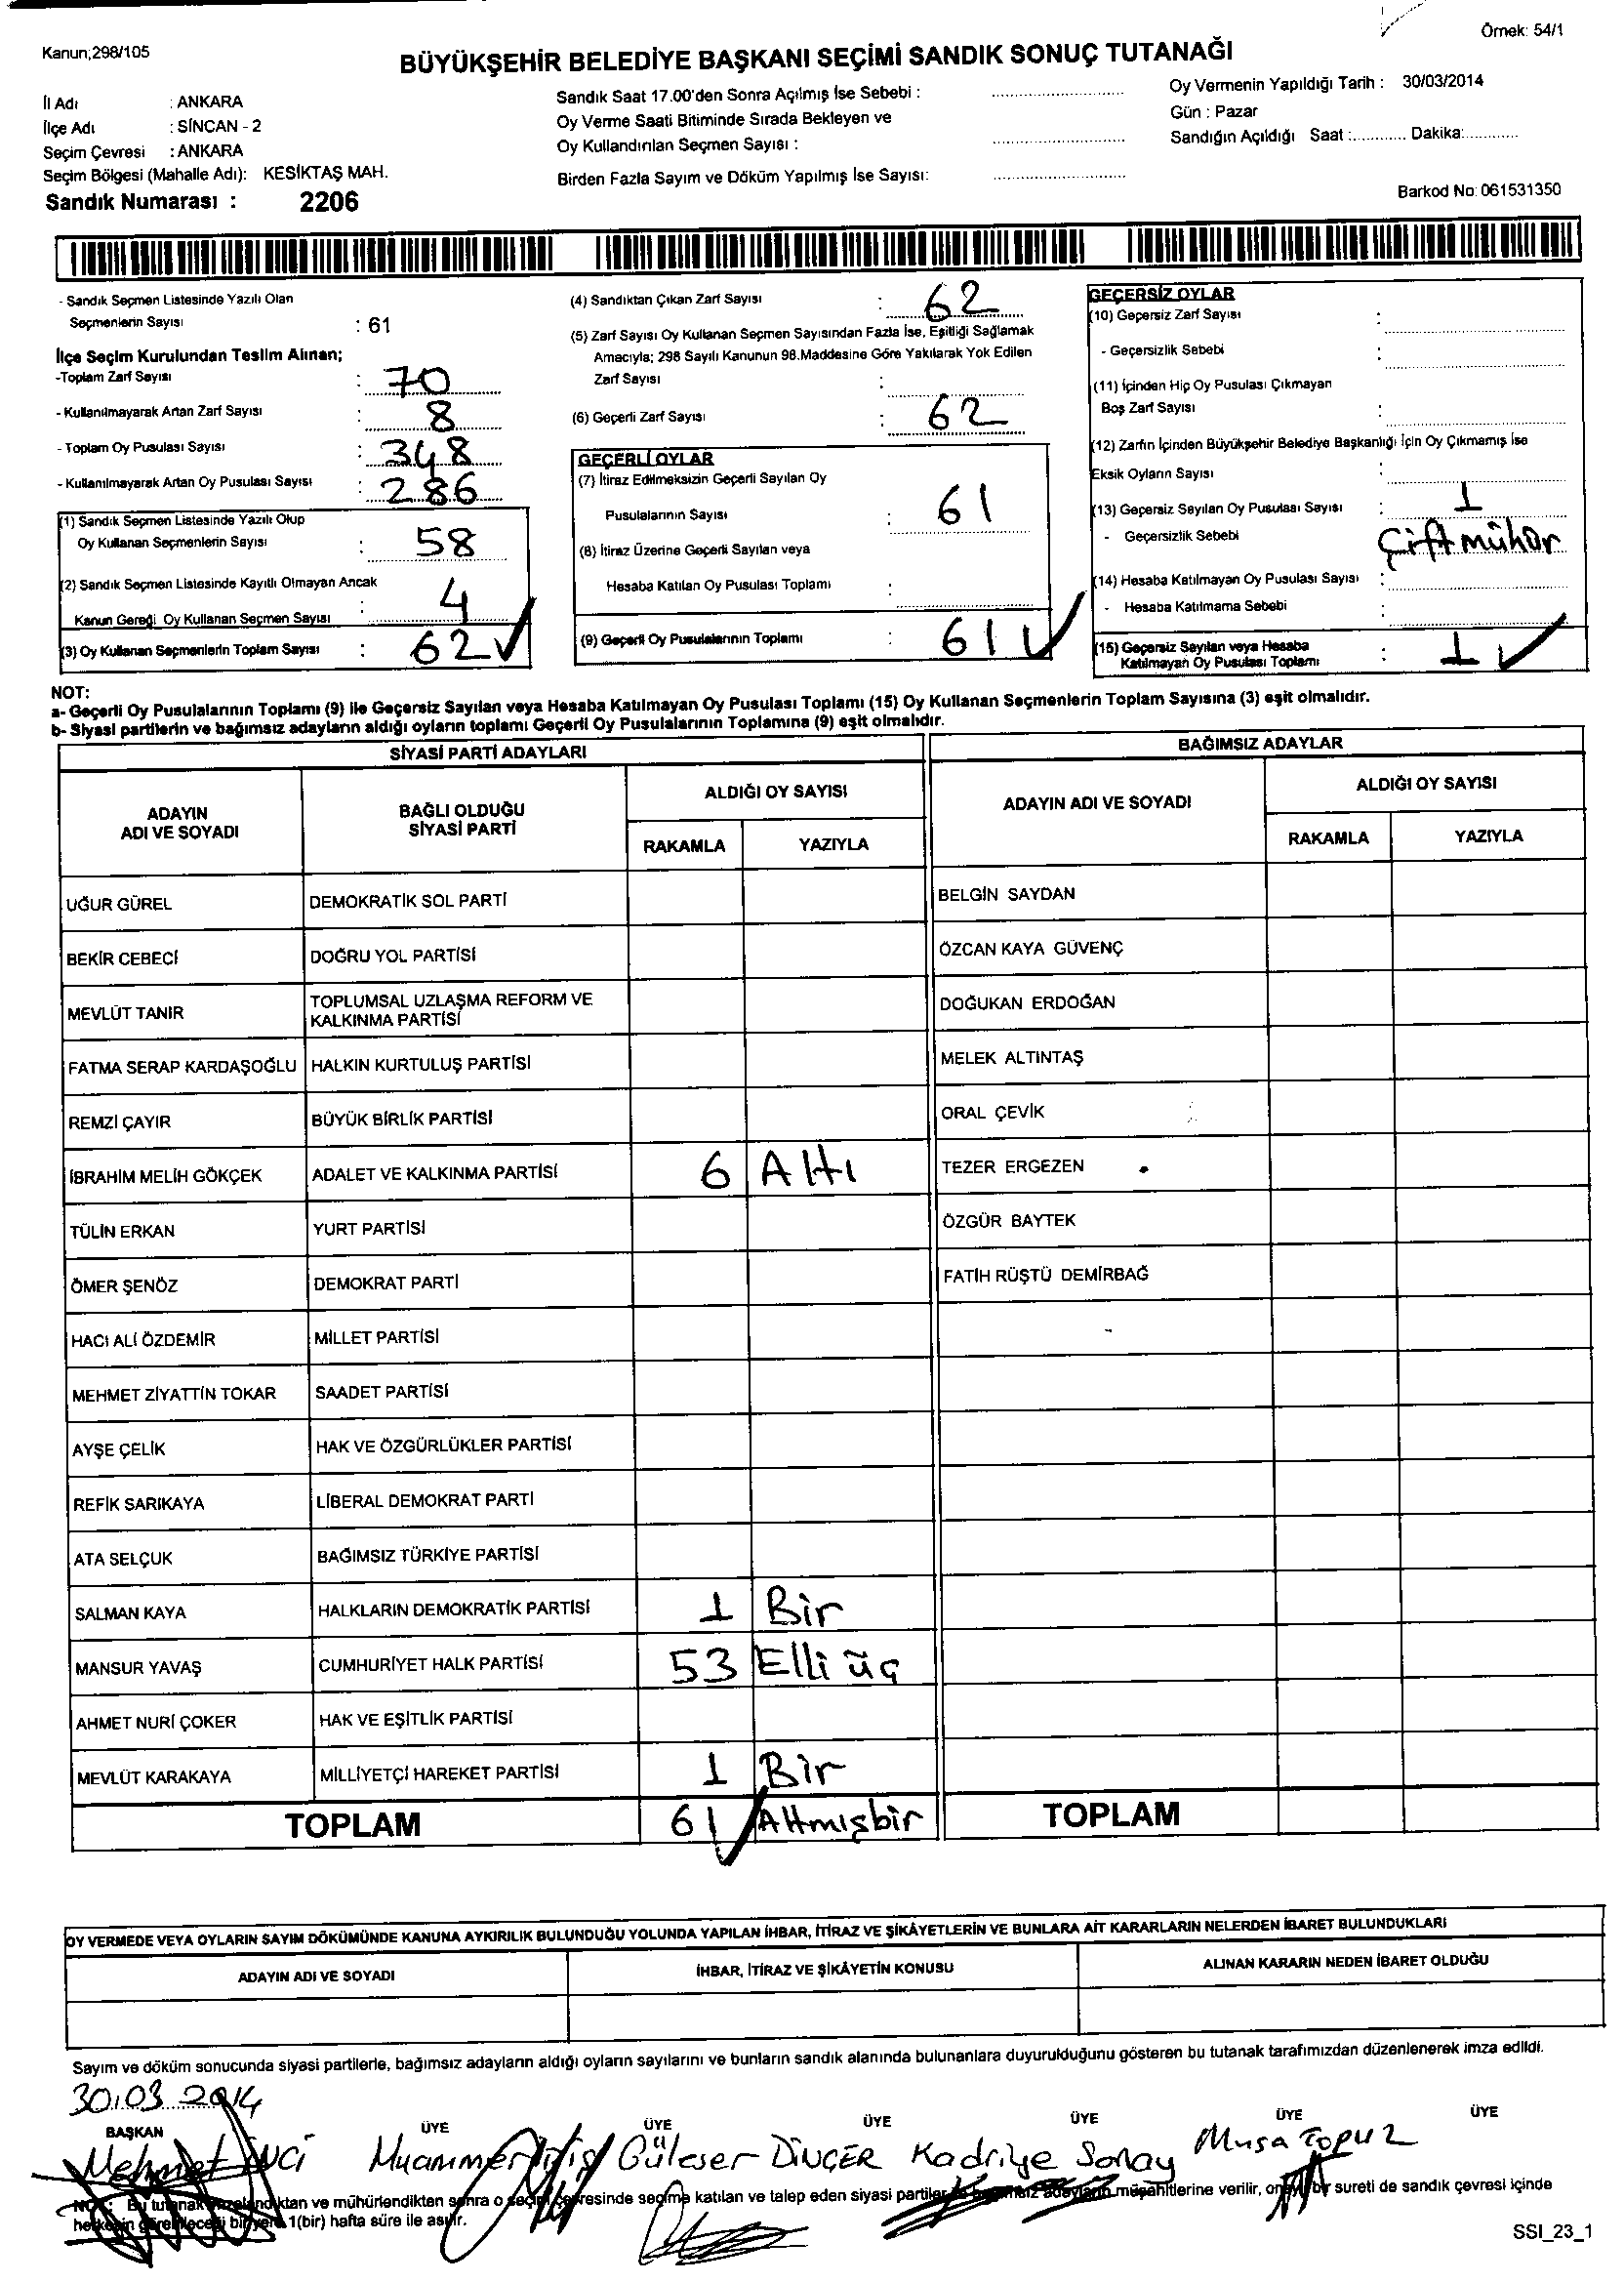 Örnek: 54/1
Kanun;298/105
BÜYÜKŞEHİR BELEDİYE BAŞKANI SEÇİMİ SANDIK SONUÇ TUTANAĞI
İl Adı : ANKARA
İlçe Adı : SİNCAN - 2
Seçim Çevresi : ANKARA
Seçim Bölgesi (Mahalle Adı): KESİKTAŞ MAH.
Sandık Numarası : 2206
Sandık Saat 17.00'den Sonra Açılmış İse Sebebi :
Oy Verme Saati Bitiminde Sırada Bekleyen ve
Oy Kullandırılan Seçmen Sayısı :
Birden Fazla Sayım ve Döküm Yapılmış İse Sayısı:
Oy Vermenin Yapıldığı Tarih : 30/03/2014
Gün : Pazar
Sandığın Açıldığı Saat :............ Dakika:............
Barkod No: 061531350
- Sandık Seçmen Listesinde Yazılı Olan
Seçmenlerin Sayısı : 61
İlçe Seçim Kurulundan Teslim Alınan;
-Toplam Zarf Sayısı : 70
- Kullanılmayarak Artan Zarf Sayısı : 8
- Toplam Oy Pusulası Sayısı : 348
- Kullanılmayarak Artan Oy Pusulası Sayısı : 286
(1) Sandık Seçmen Listesinde Yazılı Olup
Oy Kullanan Seçmenlerin Sayısı : 58
(2) Sandık Seçmen Listesinde Kayıtlı Olmayan Ancak
Kanun Gereği Oy Kullanan Seçmen Sayısı : 4
(3) Oy Kullanan Seçmenlerin Toplam Sayısı : 62
(4) Sandıktan Çıkan Zarf Sayısı : 62
(5) Zarf Sayısı Oy Kullanan Seçmen Sayısından Fazla İse, Eşitliği Sağlamak
Amacıyla; 298 Sayılı Kanunun 98.Maddesine Göre Yakılarak Yok Edilen
Zarf Sayısı :
(6) Geçerli Zarf Sayısı : 62
GEÇERLİ OYLAR
(7) İtiraz Edilmeksizin Geçerli Sayılan Oy
Pusulalarının Sayısı : 61
(8) İtiraz Üzerine Geçerli Sayılan veya
Hesaba Katılan Oy Pusulası Toplamı :
(9) Geçerli Oy Pusulalarının Toplamı : 61
GEÇERSİZ OYLAR
(10) Geçersiz Zarf Sayısı :
- Geçersizlik Sebebi :
(11) İçinden Hiç Oy Pusulası Çıkmayan
Boş Zarf Sayısı :
(12) Zarfın İçinden Büyükşehir Belediye Başkanlığı İçin Oy Çıkmamış İse
Eksik Oyların Sayısı :
(13) Geçersiz Sayılan Oy Pusulası Sayısı : 1
- Geçersizlik Sebebi : Çift mühür
(14) Hesaba Katılmayan Oy Pusulası Sayısı :
- Hesaba Katılmama Sebebi :
(15) Geçersiz Sayılan veya Hesaba
Katılmayan Oy Pusulası Toplamı : 1
NOT:
a- Geçerli Oy Pusulalarının Toplamı (9) ile Geçersiz Sayılan veya Hesaba Katılmayan Oy Pusulası Toplamı (15) Oy Kullanan Seçmenlerin Toplam Sayısına (3) eşit olmalıdır.
b- Siyasi partilerin ve bağımsız adayların aldığı oyların toplamı Geçerli Oy Pusulalarının Toplamına (9) eşit olmalıdır.
SİYASİ PARTİ ADAYLARI
ADAYIN ADI VE SOYADI
BAĞLI OLDUĞU SİYASİ PARTİ
ALDIĞI OY SAYISI
RAKAMLA YAZIYLA
UĞUR GÜREL DEMOKRATİK SOL PARTİ
BEKİR CEBECİ DOĞRU YOL PARTİSİ
MEVLÜT TANIR TOPLUMSAL UZLAŞMA REFORM VE KALKINMA PARTİSİ
FATMA SERAP KARDAŞOĞLU HALKIN KURTULUŞ PARTİSİ
REMZİ ÇAYIR BÜYÜK BİRLİK PARTİSİ
İBRAHİM MELİH GÖKÇEK ADALET VE KALKINMA PARTİSİ 6 Altı
TÜLİN ERKAN YURT PARTİSİ
ÖMER ŞENÖZ DEMOKRAT PARTİ
HACI ALİ ÖZDEMİR MİLLET PARTİSİ
MEHMET ZİYATTİN TOKAR SAADET PARTİSİ
AYŞE ÇELİK HAK VE ÖZGÜRLÜKLER PARTİSİ
REFİK SARIKAYA LİBERAL DEMOKRAT PARTİ
ATA SELÇUK BAĞIMSIZ TÜRKİYE PARTİSİ
SALMAN KAYA HALKLARIN DEMOKRATİK PARTİSİ 1 Bir
MANSUR YAVAŞ CUMHURİYET HALK PARTİSİ 53 Elli üç
AHMET NURİ ÇOKER HAK VE EŞİTLİK PARTİSİ
MEVLÜT KARAKAYA MİLLİYETÇİ HAREKET PARTİSİ 1 Bir
TOPLAM 61 Altmışbir
BAĞIMSIZ ADAYLAR
ADAYIN ADI VE SOYADI
ALDIĞI OY SAYISI
RAKAMLA YAZIYLA
BELGİN SAYDAN
ÖZCAN KAYA GÜVENÇ
DOĞUKAN ERDOĞAN
MELEK ALTINTAŞ
ORAL ÇEVİK
TEZER ERGEZEN
ÖZGÜR BAYTEK
FATİH RÜŞTÜ DEMİRBAĞ
TOPLAM
OY VERMEDE VEYA OYLARIN SAYIM DÖKÜMÜNDE KANUNA AYKIRILIK BULUNDUĞU YOLUNDA YAPILAN İHBAR, İTİRAZ VE ŞİKÂYETLERİN VE BUNLARA AİT KARARLARIN NELERDEN İBARET BULUNDUKLARI
ADAYIN ADI VE SOYADI İHBAR, İTİRAZ VE ŞİKÂYETİN KONUSU ALINAN KARARIN NEDEN İBARET OLDUĞU
Sayım ve döküm sonucunda siyasi partilerle, bağımsız adayların aldığı oyların sayılarını ve bunların sandık alanında bulunanlara duyurulduğunu gösteren bu tutanak tarafımızdan düzenlenerek imza edildi.
30.03.2014
BAŞKAN ÜYE ÜYE ÜYE ÜYE ÜYE ÜYE
Mehmet İNCİ Muammer Güleser DİNÇER Kadriye Musa Topuz
NOT: Bu tutanak ve mühürlendikten sonra o seçim çevresinde seçime katılan ve talep eden siyasi partiler müşahitlerine verilir, bir sureti de sandık çevresi içinde
herkesin görebileceği bir yere 1(bir) hafta süre ile asılır.
SSI_23_1